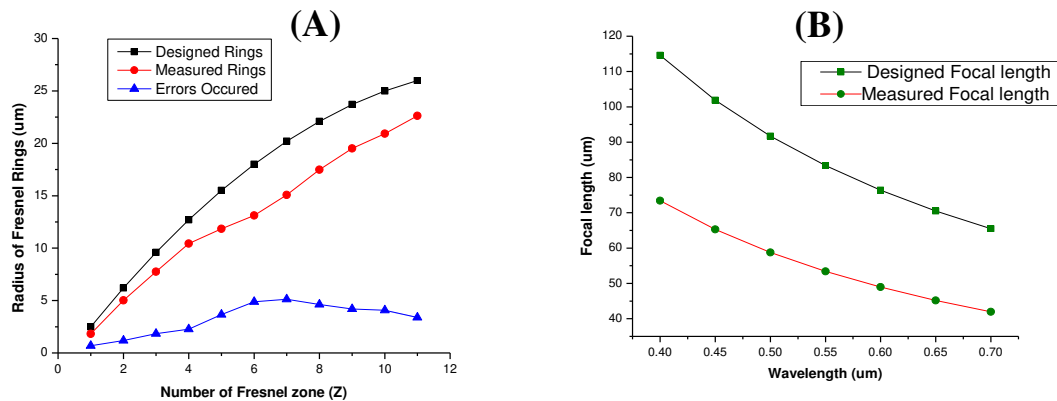 (A)
30
25
20
15
10
5
0
Radius of Fresnel Rings (um)
Designed Rings
Measured Rings
Errors Occured
0 2 4 6 8 10 12
Number of Fresnel zone (Z)
(B)
120
110
100
90
80
70
60
50
40
Focal length (um)
Designed Focal length
Measured Focal length
0.40 0.45 0.50 0.55 0.60 0.65 0.70
Wavelength (um)